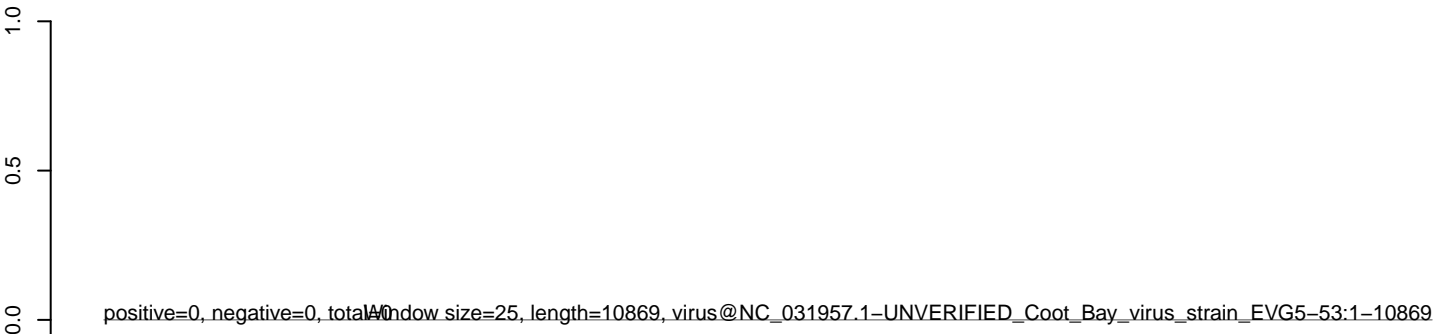 1.0
0.5
0.0
positive=0, negative=0, total=0
Window size=25, length=10869, virus@NC_031957.1−UNVERIFIED_Coot_Bay_virus_strain_EVG5−53:1−10869